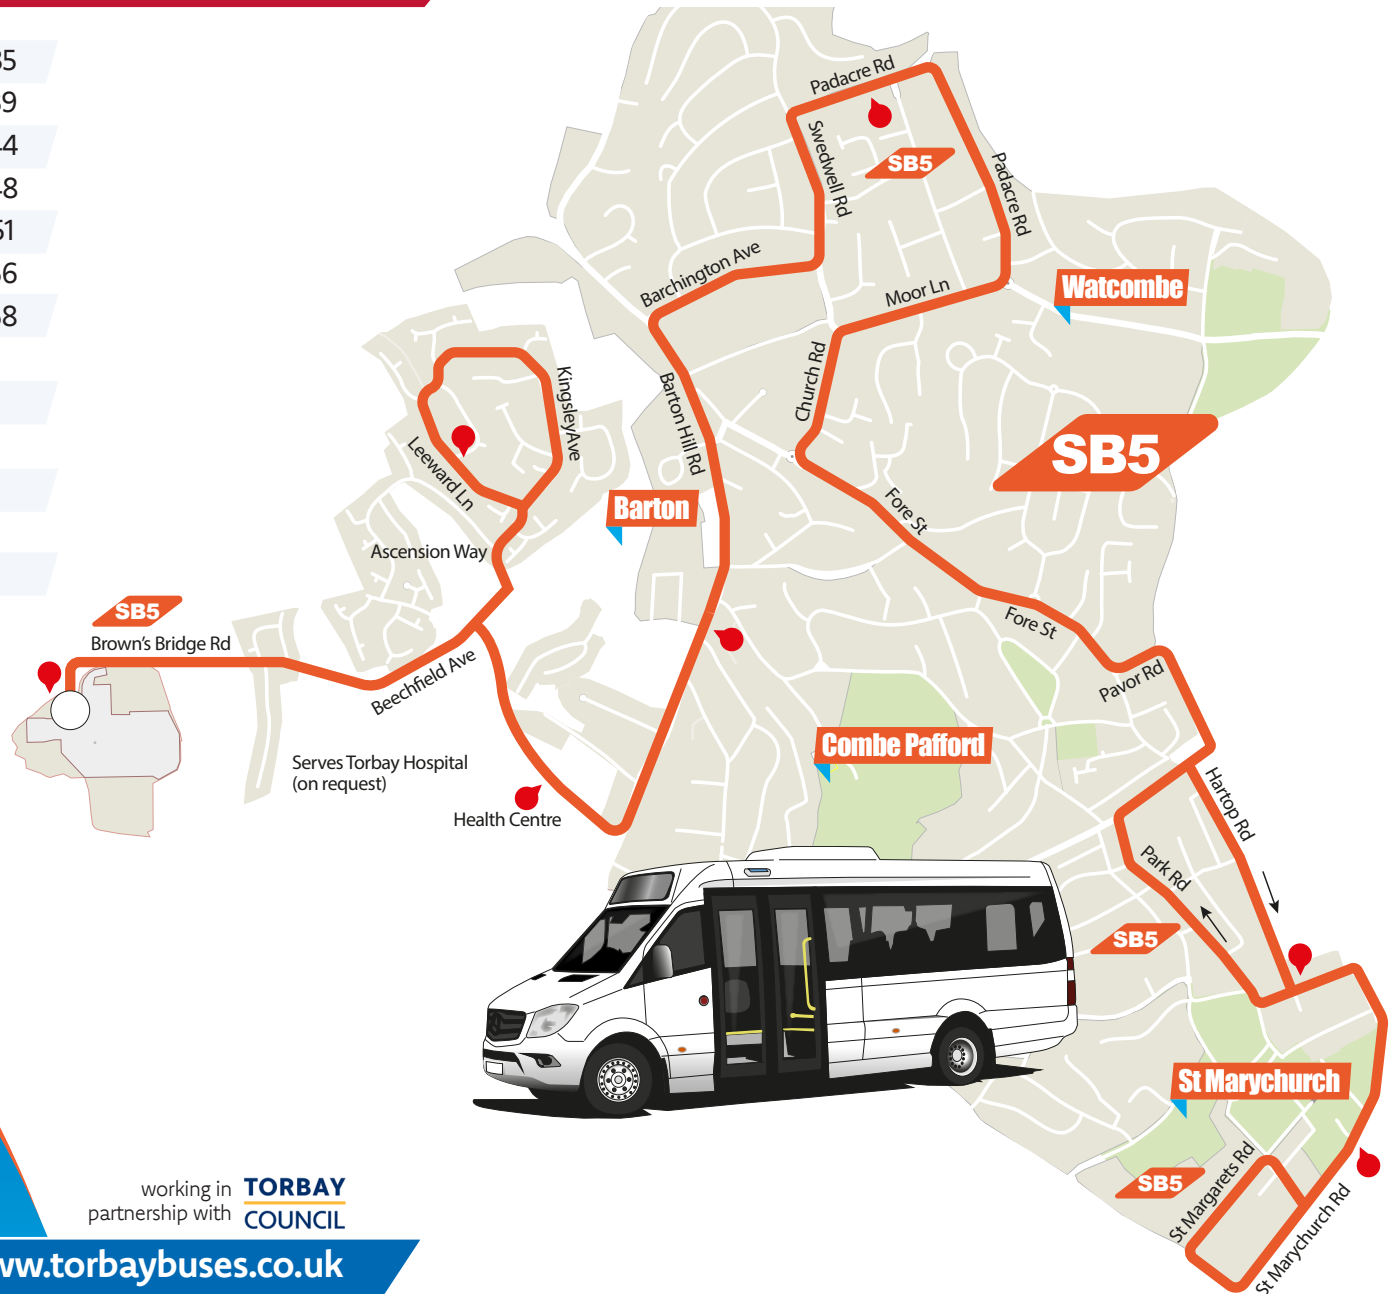 Padacre Rd
Swedwell Rd
SB5
Padacre Rd
Barchington Ave
Moor Ln
Watcombe
Church Rd
Barton Hill Rd
KingsleyAve
Leeward Ln
SB5
Barton
Fore St
Ascension Way
SB5
Fore St
Brown's Bridge Rd
Beechfield Ave
Pavor Rd
Combe Pafford
Serves Torbay Hospital
(on request)
Hartop Rd
Health Centre
Park Rd
SB5
St Marychurch
St Margarets Rd
SB5
St Marychurch Rd
working in
partnership with
TORBAY
COUNCIL
torbaybuses.co.uk